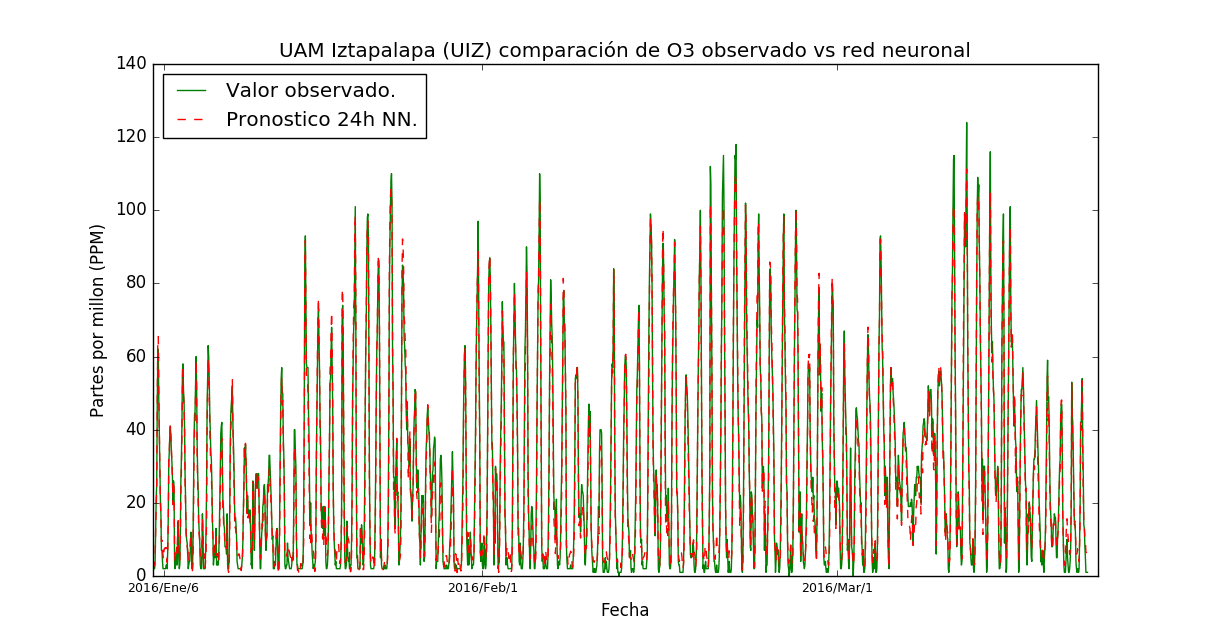 UAM Iztapalapa (UIZ) comparación de O3 observado vs red neuronal
140
120
100
80
60
40
20
0
Partes por millon (PPM)
Valor observado.
Pronostico 24h NN.
2016/Ene/6
2016/Feb/1
2016/Mar/1
Fecha